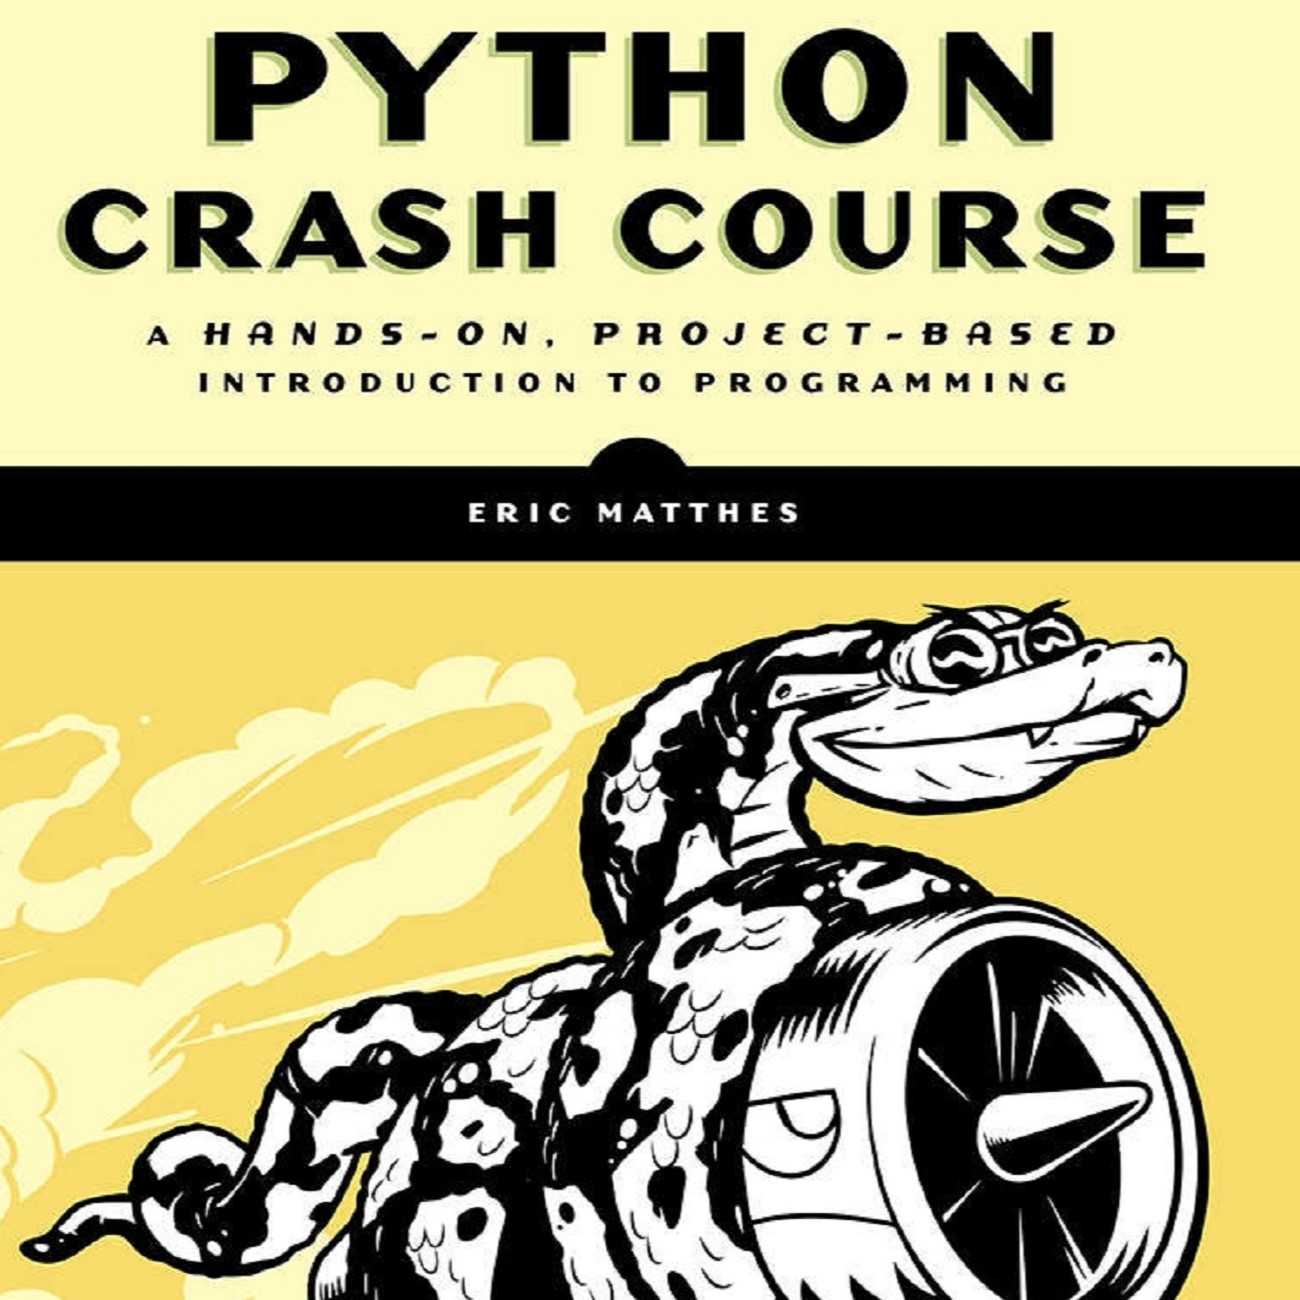 PYTHON
CRASH COURSE
A HANDS-ON, PROJECT-BASED
INTRODUCTION TO PROGRAMMING
ERIC MATTHES